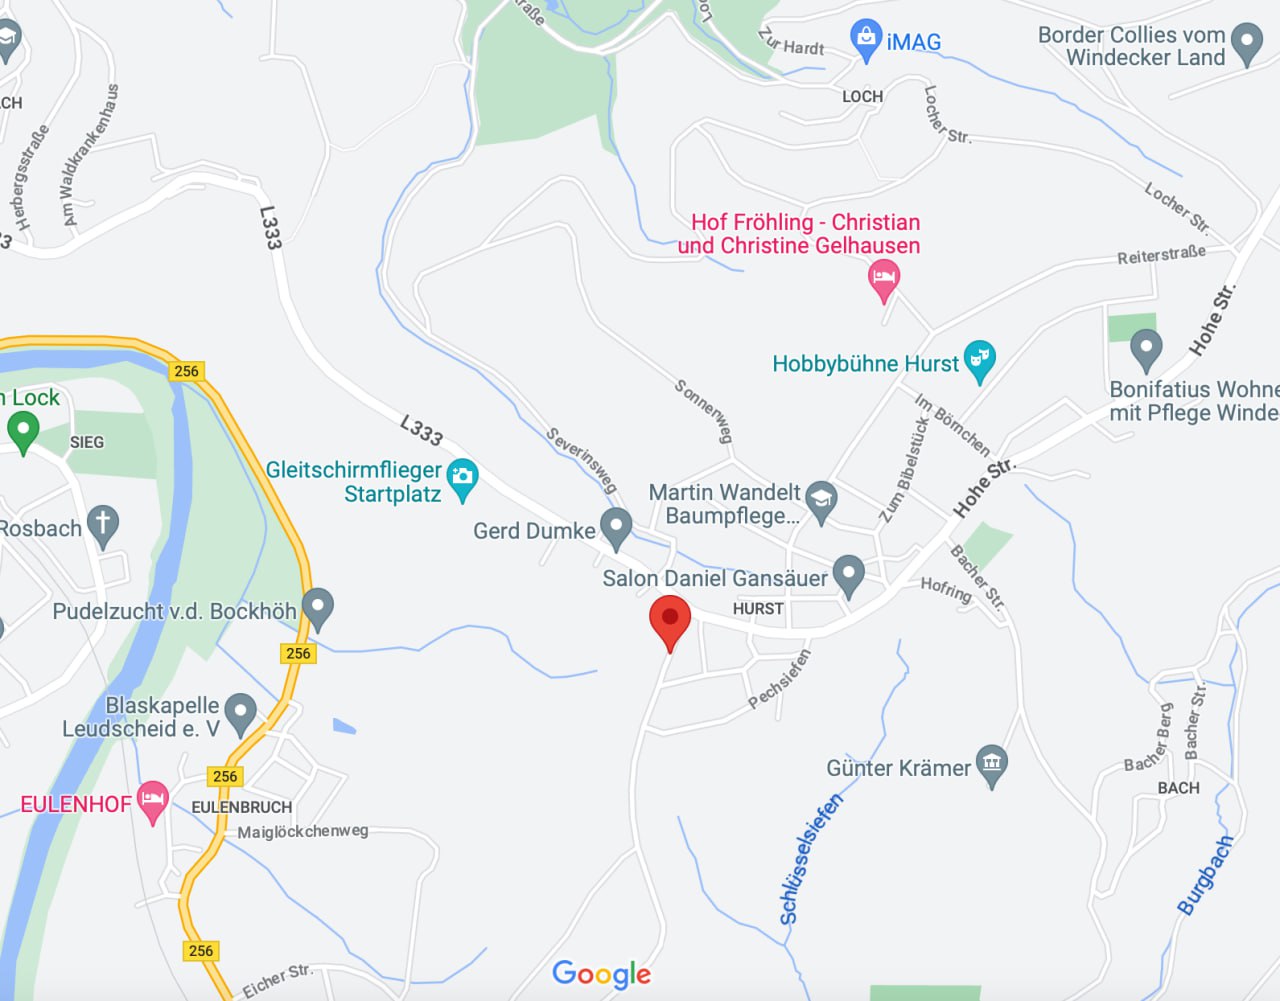 raße
Zur Hardt
iMAG
Border Collies vom
Windecker Land
LOCH
Locher Str.
ACH
Am Waldkrankenhaus
Herbergsstraße
L333
Locher Str.
Hof Fröhling - Christian
und Christine Gelhausen
Reiterstraße
Hohe Str.
256
Hobbybühne Hurst
Bonifatius Wohne
mit Pflege Winde
n Lock
SIEG
Sonnenweg
Im Börnchen
L333
Severinsweg
Zum Bibelstück
Gleitschirmflieger
Startplatz
Hohe Str.
Martin Wandelt
Baumpflege...
Rosbach
Gerd Dumke
Bacher Str.
Salon Daniel Gansäuer
Hofring
Pudelzucht v.d. Bockhöh
HURST
256
Pechsiefen
Blaskapelle
Leudscheid e. V
Bacher Berg
Bacher Str.
Günter Krämer
256
BACH
EULENHOF
EULENBRUCH
Maiglöckchenweg
Schlüsselsiefen
Burgbach
256
Eicher Str.
Google